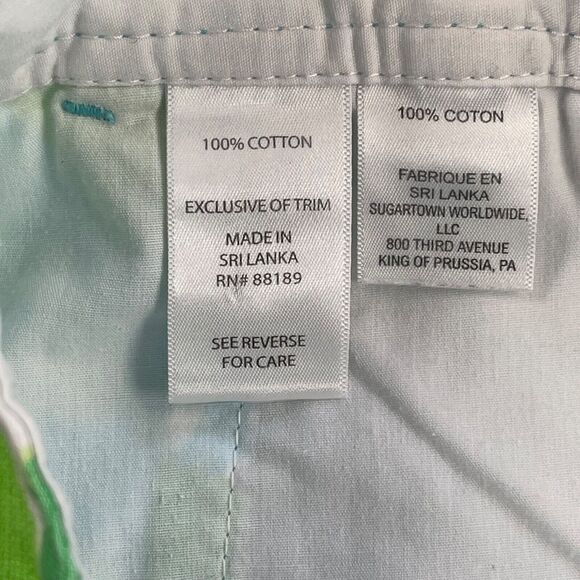 100% COTTON
EXCLUSIVE OF TRIM
MADE IN
SRI LANKA
RN# 88189
SEE REVERSE
FOR CARE
100% COTON
FABRIQUE EN
SRI LANKA
SUGARTOWN WORLDWIDE,
LLC
800 THIRD AVENUE
KING OF PRUSSIA, PA